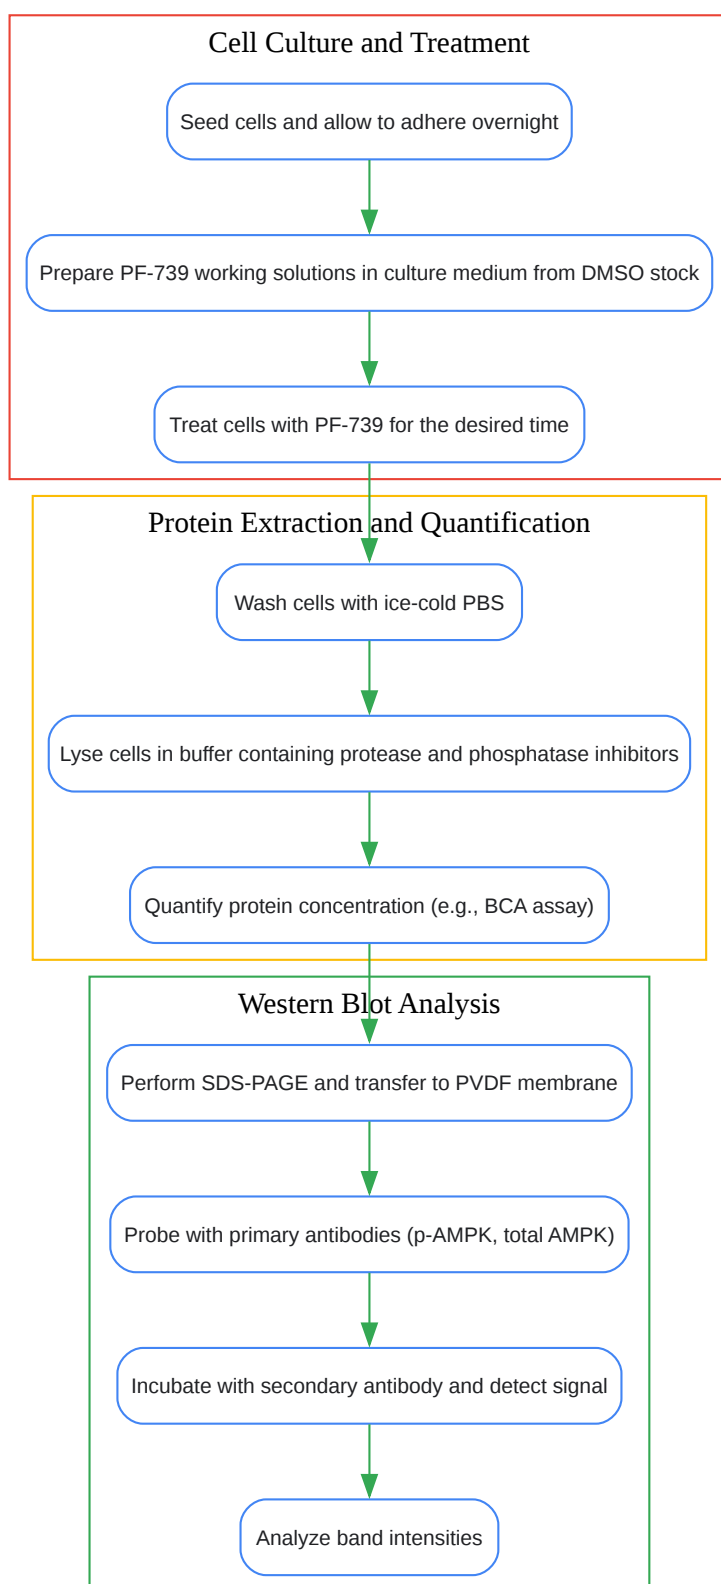 Cell Culture and Treatment
Seed cells and allow to adhere overnight
Prepare PF-739 working solutions in culture medium from DMSO stock
Treat cells with PF-739 for the desired time
Protein Extraction and Quantification
Wash cells with ice-cold PBS
Lyse cells in buffer containing protease and phosphatase inhibitors
Quantify protein concentration (e.g., BCA assay)
Western Blot Analysis
Perform SDS-PAGE and transfer to PVDF membrane
Probe with primary antibodies (p-AMPK, total AMPK)
Incubate with secondary antibody and detect signal
Analyze band intensities